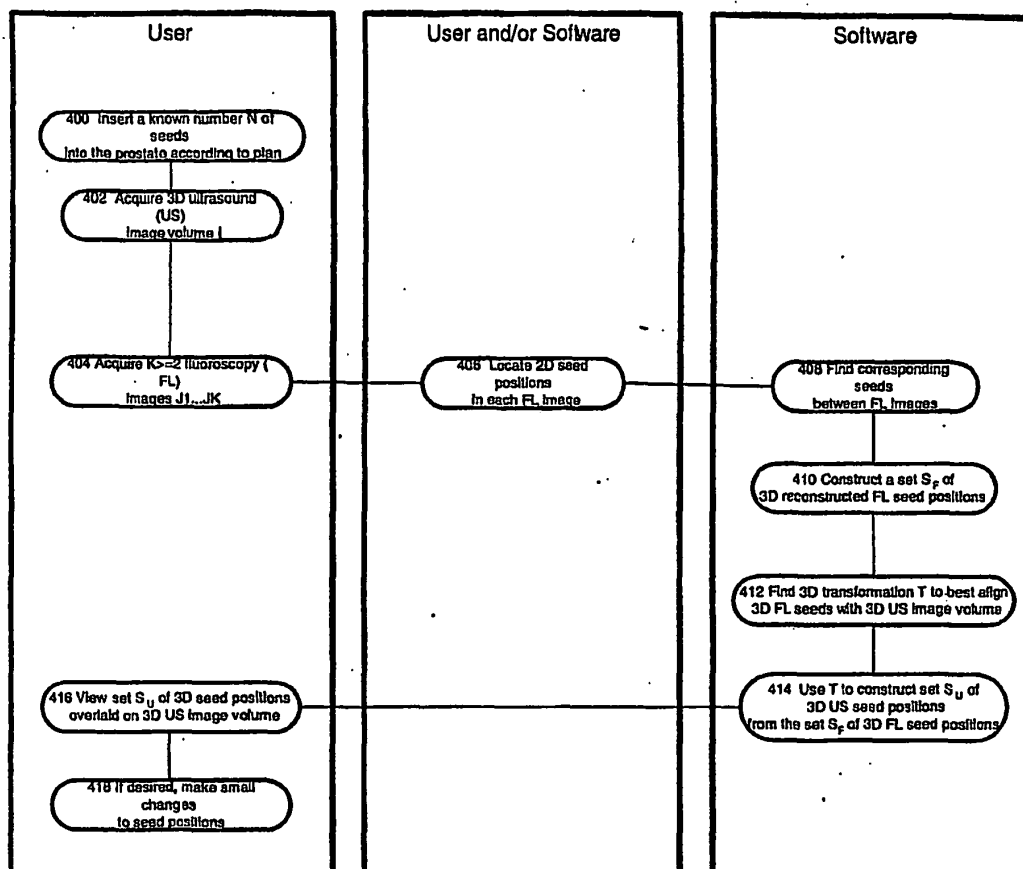 User
User and/or Software
Software
400 Insert a known number N of
seeds
into the prostate according to plan
402 Acquire 3D ultrasound
(US)
Image volume I
404 Acquire K>=2 fluoroscopy (
FL)
Images J1...JK
406 Locate 2D seed
positions
in each FL image
408 Find corresponding
seeds
between FL images
410 Construct a set S_F of
3D reconstructed FL seed positions
412 Find 3D transformation T to best align
3D FL seeds with 3D US image volume
414 Use T to construct set S_U of
3D US seed positions
from the set S_F of 3D FL seed positions
416 View set S_U of 3D seed positions
overlaid on 3D US image volume
418 If desired, make small
changes
to seed positions